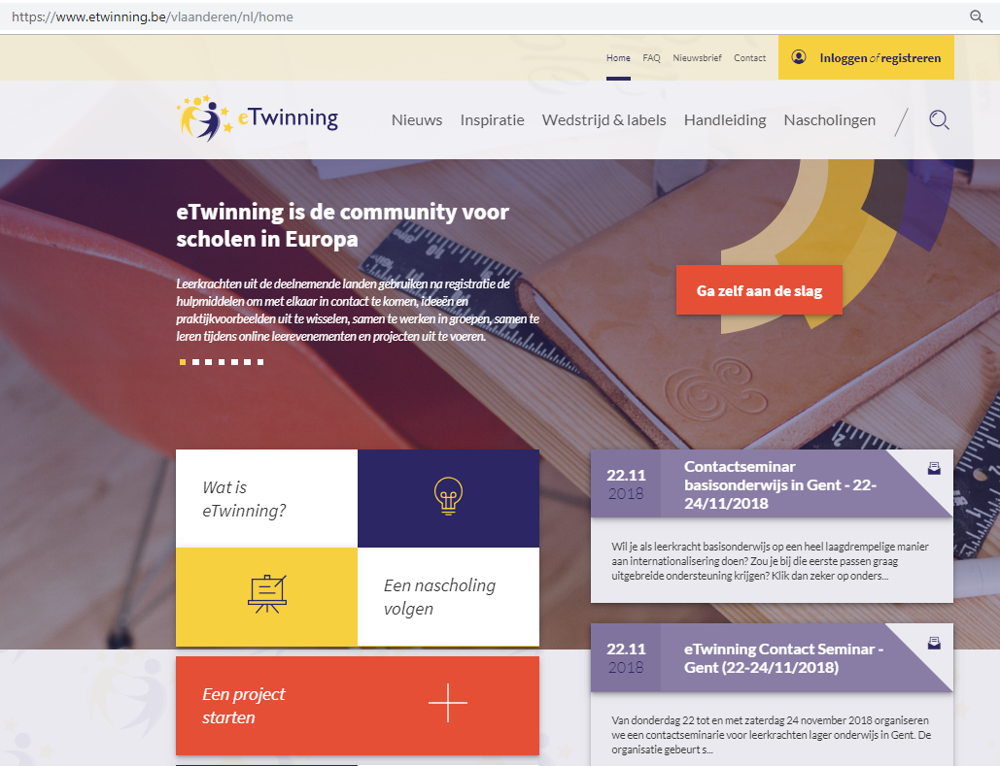 https://www.etwinning.be/vlaanderen/nl/home
Home FAQ Nieuwsbrief Contact Inloggen of registreren
eTwinning
Nieuws Inspiratie Wedstrijd & labels Handleiding Nascholingen
eTwinning is de community voor
scholen in Europa
Leerkrachten uit de deelnemende landen gebruiken na registratie de
hulpmiddelen om met elkaar in contact te komen, ideeën en
praktijkvoorbeelden uit te wisselen, samen te werken in groepen, samen te
leren tijdens online leerevenementen en projecten uit te voeren.
Ga zelf aan de slag
Wat is
eTwinning?
Een nascholing
volgen
Een project
starten
22.11
2018
Contactseminar
basisonderwijs in Gent - 22-
24/11/2018
Wil je als leerkracht basisonderwijs op een heel laagdrempelige manier
aan internationalisering doen? Zou je bij die eerste passen graag
uitgebreide ondersteuning krijgen? Klik dan zeker op onders...
22.11
2018
eTwinning Contact Seminar -
Gent (22-24/11/2018)
Van donderdag 22 tot en met zaterdag 24 november 2018 organiseren
we een contactseminarie voor leerkrachten lager onderwijs in Gent. De
organisatie gebeurt s...